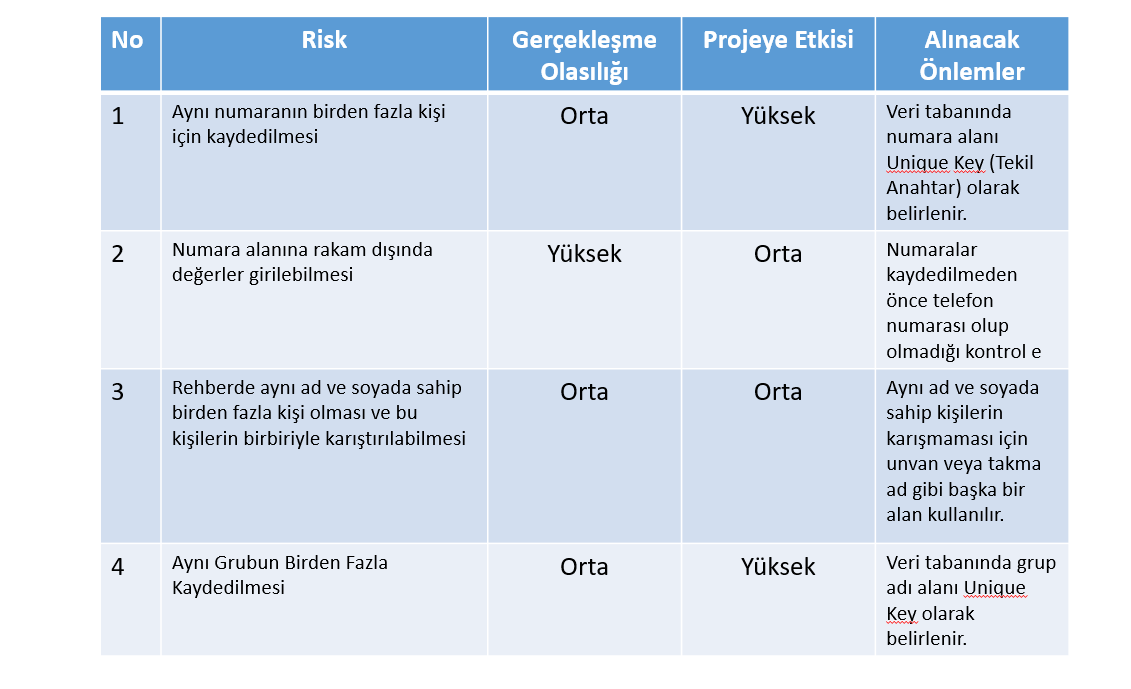 No
Risk
Gerçekleşme
Olasılığı
Projeye Etkisi
Alınacak
Önlemler
1
Aynı numaranın birden fazla kişi
için kaydedilmesi
Orta
Yüksek
Veri tabanında
numara alanı
Unique Key (Tekil
Anahtar) olarak
belirlenir.
2
Numara alanına rakam dışında
değerler girilebilmesi
Yüksek
Orta
Numaralar
kaydedilmeden
önce telefon
numarası olup
olmadığı kontrol e
3
Rehberde aynı ad ve soyada sahip
birden fazla kişi olması ve bu
kişilerin birbiriyle karıştırılabilmesi
Orta
Orta
Aynı ad ve soyada
sahip kişilerin
karışmaması için
unvan veya takma
ad gibi başka bir
alan kullanılır.
4
Aynı Grubun Birden Fazla
Kaydedilmesi
Orta
Yüksek
Veri tabanında grup
adı alanı Unique
Key olarak
belirlenir.